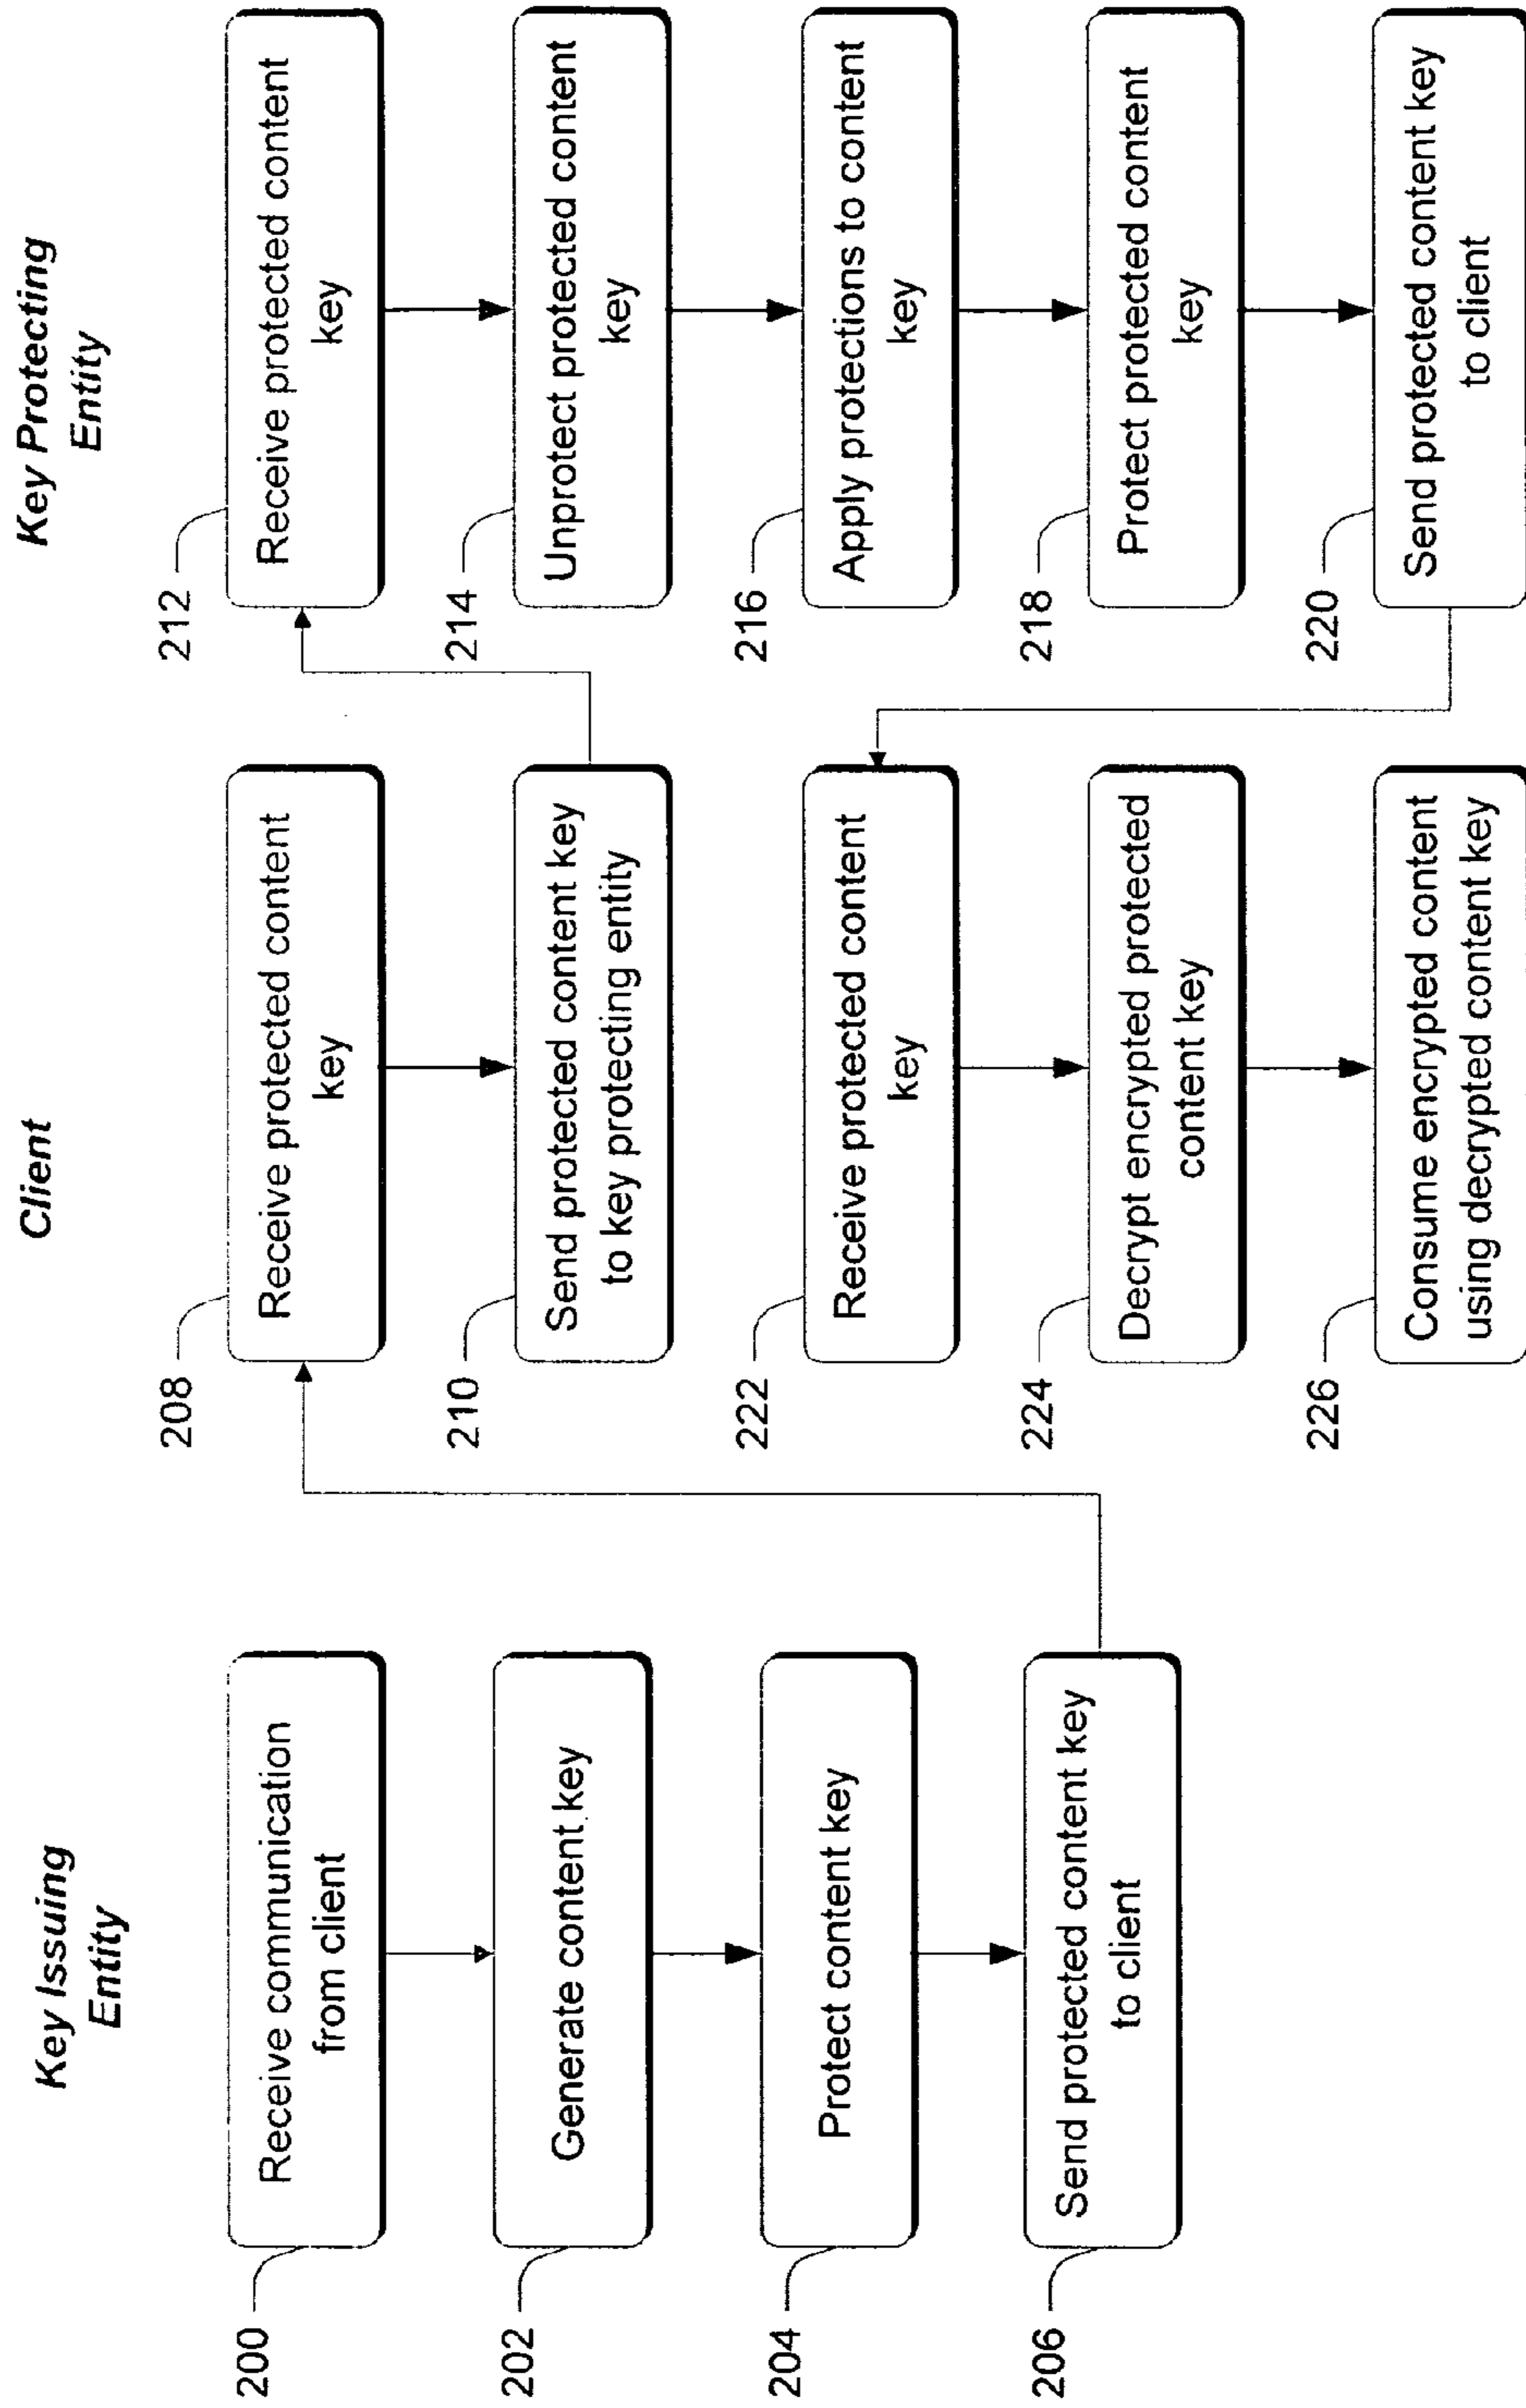 Key Issuing
Entity
200
Receive communication
from client
202
Generate content key
204
Protect content key
206
Send protected content key
to client
Client
208
Receive protected content
key
210
Send protected content key
to key protecting entity
222
Receive protected content
key
224
Decrypt encrypted protected
content key
226
Consume encrypted content
using decrypted content key
Key Protecting
Entity
212
Receive protected content
key
214
Unprotect protected content
key
216
Apply protections to content
key
218
Protect protected content
key
220
Send protected content key
to client